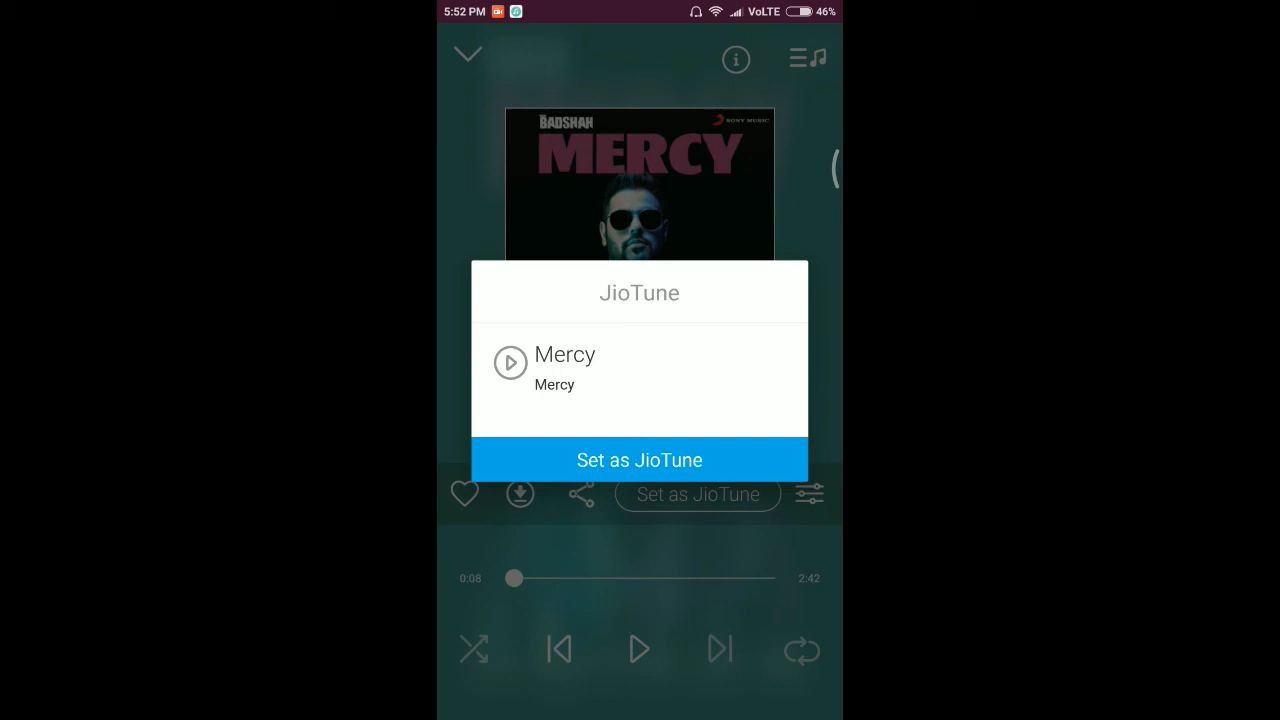 5:52 PM
VoLTE
46%
BADSHAH
SONY MUSIC
MERCY
JioTune
Mercy
Mercy
Set as JioTune
Set as JioTune
0:08
2:42